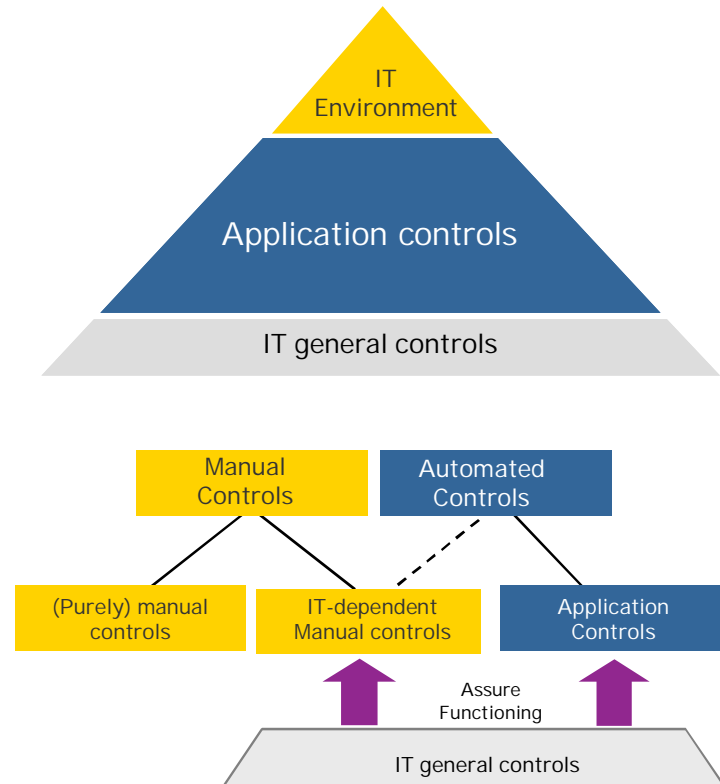 IT
Environment
Application controls
IT general controls
Manual
Controls
Automated
Controls
(Purely) manual
controls
IT-dependent
Manual controls
Application
Controls
Assure
Functioning
IT general controls